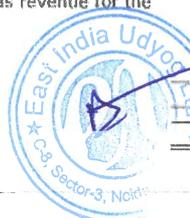 as revenue for the
East India Udyog
★ C-8, Sector-3, Noida